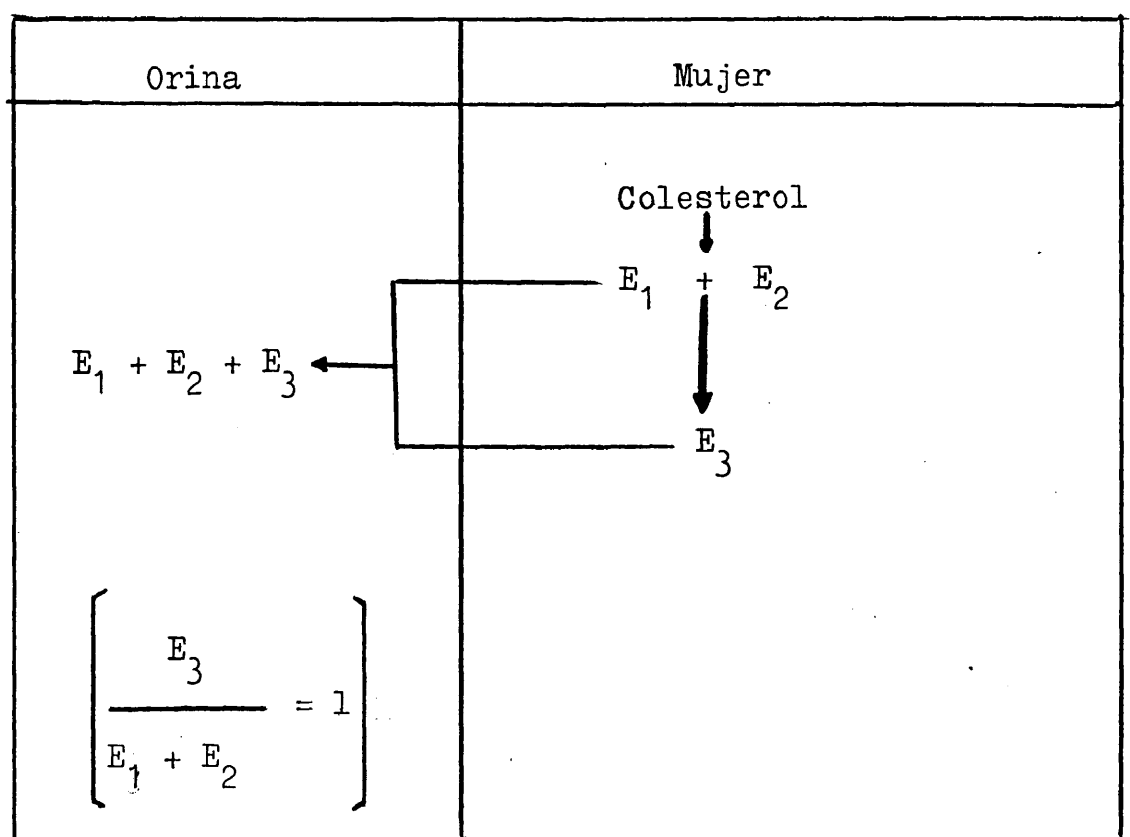 Orina Mujer
Colesterol
E1 + E2
E1 + E2 + E3
E3
E3
= 1
E1 + E2